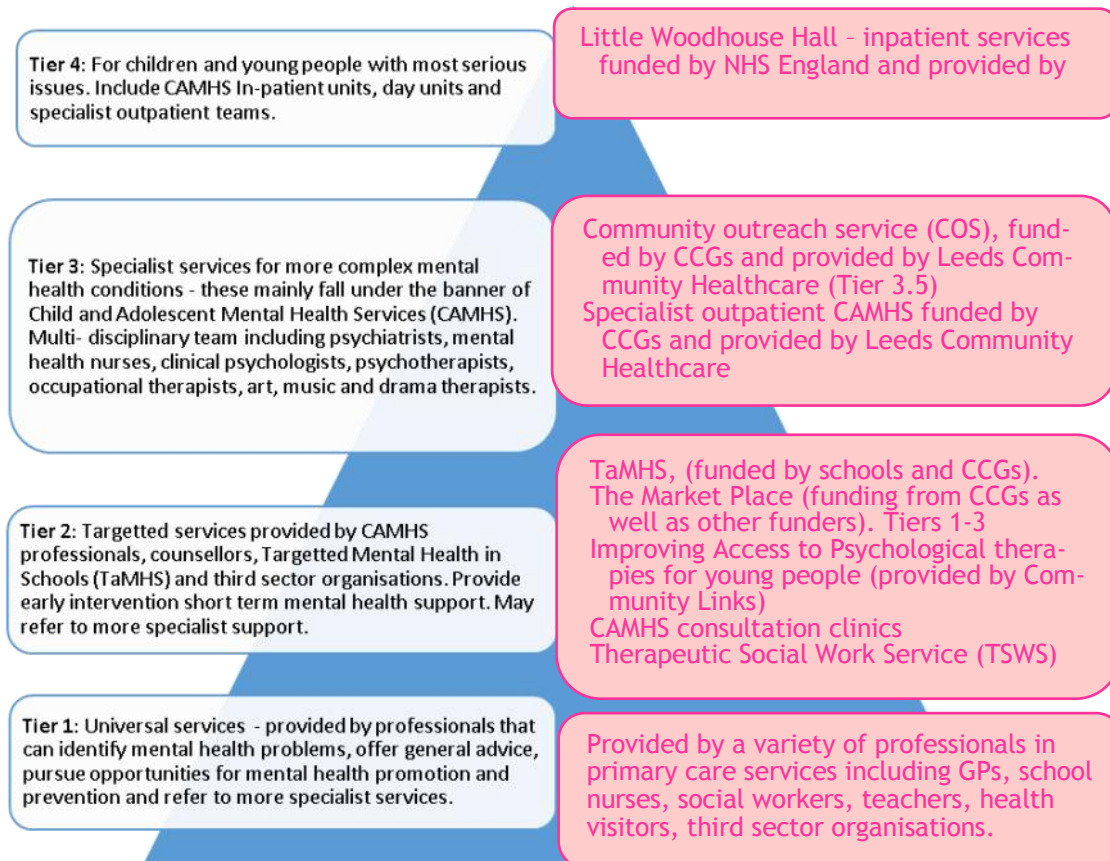 Tier 4: For children and young people with most serious
issues. Include CAMHS In-patient units, day units and
specialist outpatient teams.
Little Woodhouse Hall - inpatient services
funded by NHS England and provided by
Tier 3: Specialist services for more complex mental
health conditions - these mainly fall under the banner of
Child and Adolescent Mental Health Services (CAMHS).
Multi- disciplinary team including psychiatrists, mental
health nurses, clinical psychologists, psychotherapists,
occupational therapists, art, music and drama therapists.
Community outreach service (COS), fund-
ed by CCGs and provided by Leeds Com-
munity Healthcare (Tier 3.5)
Specialist outpatient CAMHS funded by
CCGs and provided by Leeds Community
Healthcare
Tier 2: Targetted services provided by CAMHS
professionals, counsellors, Targetted Mental Health in
Schools (TaMHS) and third sector organisations. Provide
early intervention short term mental health support. May
refer to more specialist support.
TaMHS, (funded by schools and CCGs).
The Market Place (funding from CCGs as
well as other funders). Tiers 1-3
Improving Access to Psychological thera-
pies for young people (provided by Com-
munity Links)
CAMHS consultation clinics
Therapeutic Social Work Service (TSWS)
Tier 1: Universal services - provided by professionals that
can identify mental health problems, offer general advice,
pursue opportunities for mental health promotion and
prevention and refer to more specialist services.
Provided by a variety of professionals in
primary care services including GPs, school
nurses, social workers, teachers, health
visitors, third sector organisations.